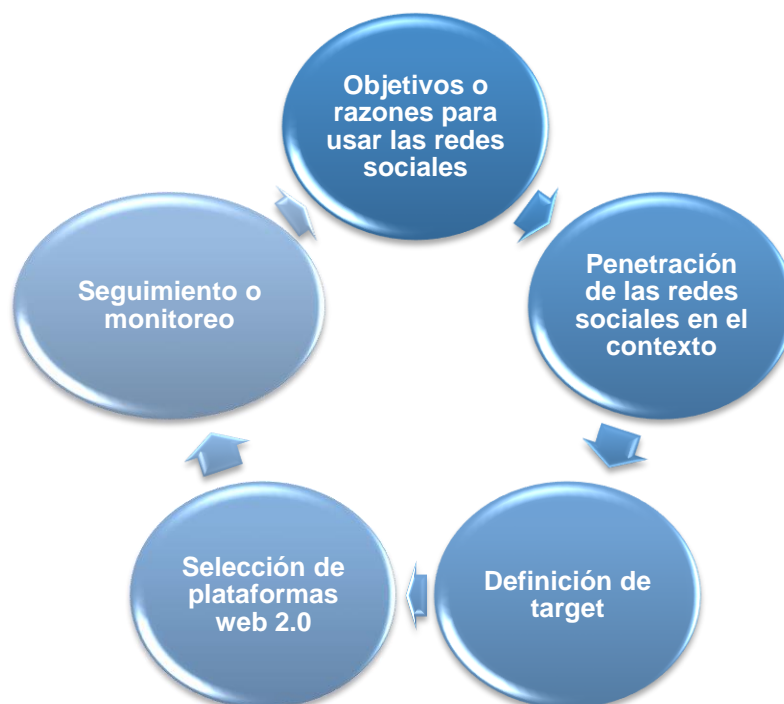 Objetivos o
razones para
usar las redes
sociales
Penetración
de las redes
sociales en el
contexto
Definición de
target
Selección de
plataformas
web 2.0
Seguimiento o
monitoreo